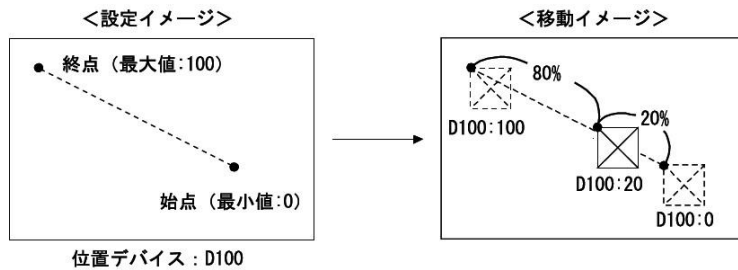 ＜設定イメージ＞
終点（最大値:100）
始点（最小値:0）
位置デバイス：D100
＜移動イメージ＞
80%
20%
D100:100
D100:20
D100:0